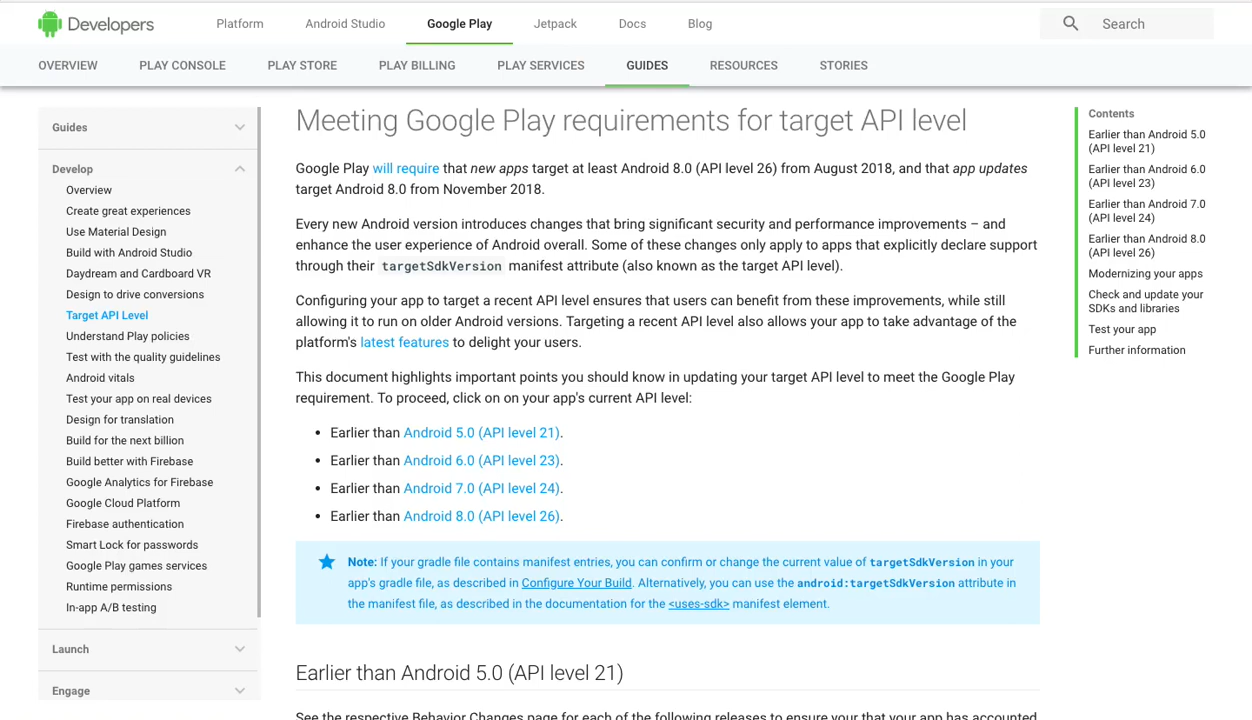 Developers
Platform
Android Studio
Google Play
Jetpack
Docs
Blog
Search
OVERVIEW
PLAY CONSOLE
PLAY STORE
PLAY BILLING
PLAY SERVICES
GUIDES
RESOURCES
STORIES
Guides
Develop
Overview
Create great experiences
Use Material Design
Build with Android Studio
Daydream and Cardboard VR
Design to drive conversions
Target API Level
Understand Play policies
Test with the quality guidelines
Android vitals
Test your app on real devices
Design for translation
Build for the next billion
Build better with Firebase
Google Analytics for Firebase
Google Cloud Platform
Firebase authentication
Smart Lock for passwords
Google Play games services
Runtime permissions
In-app A/B testing
Launch
Engage
Meeting Google Play requirements for target API level
Google Play will require that new apps target at least Android 8.0 (API level 26) from August 2018, and that app updates
target Android 8.0 from November 2018.
Every new Android version introduces changes that bring significant security and performance improvements – and
enhance the user experience of Android overall. Some of these changes only apply to apps that explicitly declare support
through their targetSdkVersion manifest attribute (also known as the target API level).
Configuring your app to target a recent API level ensures that users can benefit from these improvements, while still
allowing it to run on older Android versions. Targeting a recent API level also allows your app to take advantage of the
platform's latest features to delight your users.
This document highlights important points you should know in updating your target API level to meet the Google Play
requirement. To proceed, click on on your app's current API level:
• Earlier than Android 5.0 (API level 21).
• Earlier than Android 6.0 (API level 23).
• Earlier than Android 7.0 (API level 24).
• Earlier than Android 8.0 (API level 26).
Note: If your gradle file contains manifest entries, you can confirm or change the current value of targetSdkVersion in your
app's gradle file, as described in Configure Your Build. Alternatively, you can use the android:targetSdkVersion attribute in
the manifest file, as described in the documentation for the <uses-sdk> manifest element.
Earlier than Android 5.0 (API level 21)
See the respective Behavior Changes page for each of the following releases to ensure your that your app has accounted
Contents
Earlier than Android 5.0
(API level 21)
Earlier than Android 6.0
(API level 23)
Earlier than Android 7.0
(API level 24)
Earlier than Android 8.0
(API level 26)
Modernizing your apps
Check and update your
SDKs and libraries
Test your app
Further information